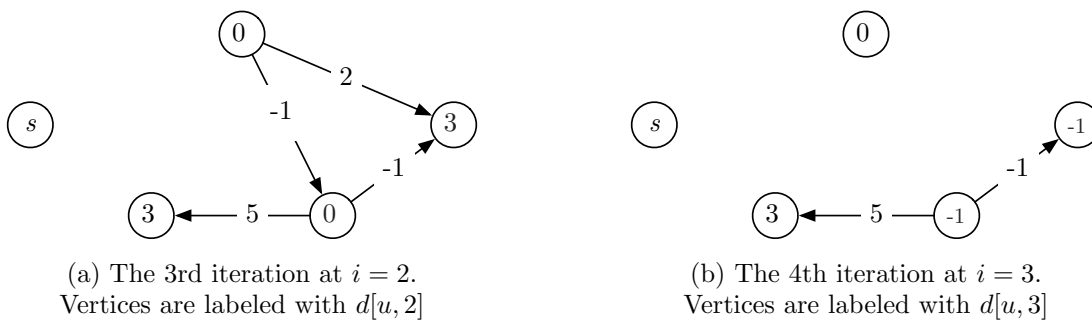 0
2
-1
s
3
-1
3
5
0
(a) The 3rd iteration at i = 2.
Vertices are labeled with d[u, 2]
0
s
-1
-1
3
5
-1
(b) The 4th iteration at i = 3.
Vertices are labeled with d[u, 3]